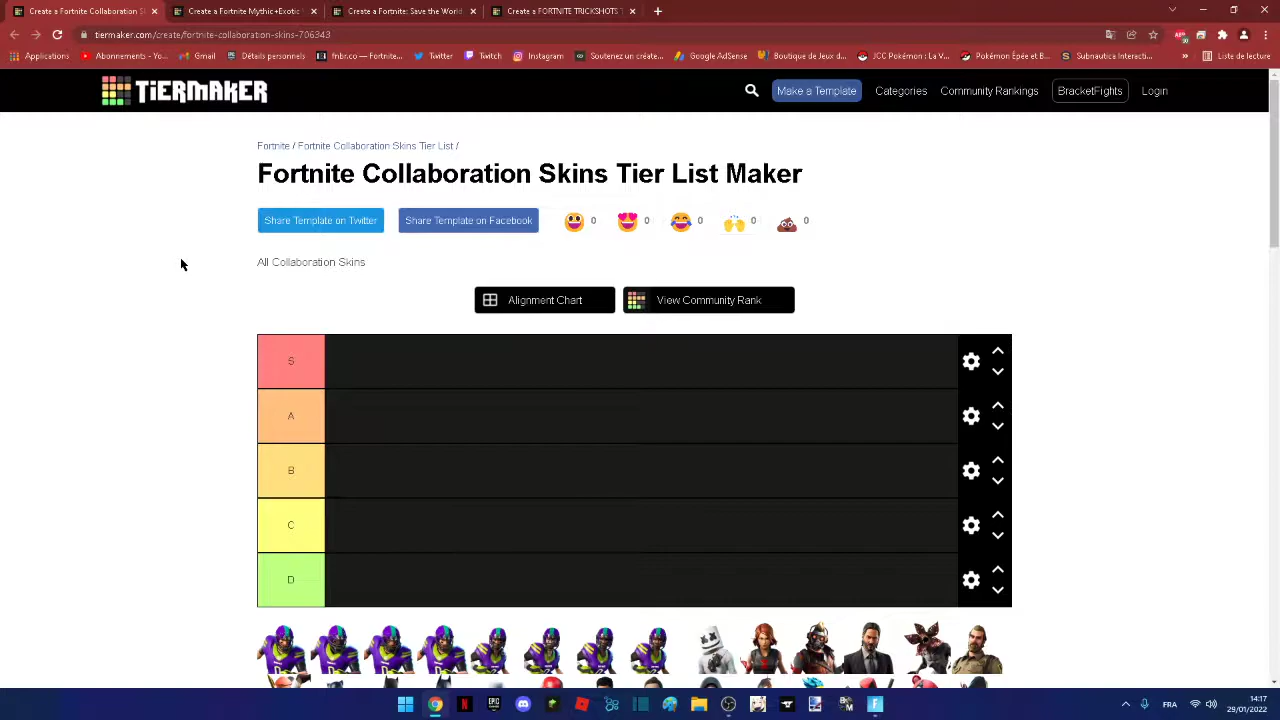 Create a Fortnite Collaboration Sk
Create a Fortnite Mythic+Exotic
Create a Fortnite: Save the World
Create a FORTNITE TRICKSHOTS T
tiermaker.com/create/fortnite-collaboration-skins-706343
Applications
Abonnements - You...
Gmail
Détails personnels
fnbr.co — Fortnite...
Twitter
Twitch
Instagram
Soutenez un créate...
Google AdSense
Boutique de Jeux d...
JCC Pokémon : La V...
Pokémon Épée et B...
Subnautica Interacti...
»
Liste de lecture
TiERMAKER
Make a Template
Categories
Community Rankings
BracketFights
Login
Fortnite / Fortnite Collaboration Skins Tier List /
Fortnite Collaboration Skins Tier List Maker
Share Template on Twitter
Share Template on Facebook
0
0
0
0
0
All Collaboration Skins
Alignment Chart
View Community Rank
S
A
B
C
D
FRA
14:17
29/01/2022